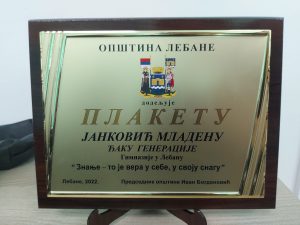 ОПШТИНА ЛЕБАНЕ
додељује
ПЛАКЕТУ
ЈАНКОВИЋ МЛАДЕНУ
ЂАКУ ГЕНЕРАЦИЈЕ
Гимназије у Лебану
"Знање – то је вера у себе, у своју снагу"
Лебане, 2022. Председник општине Иван Богдановић